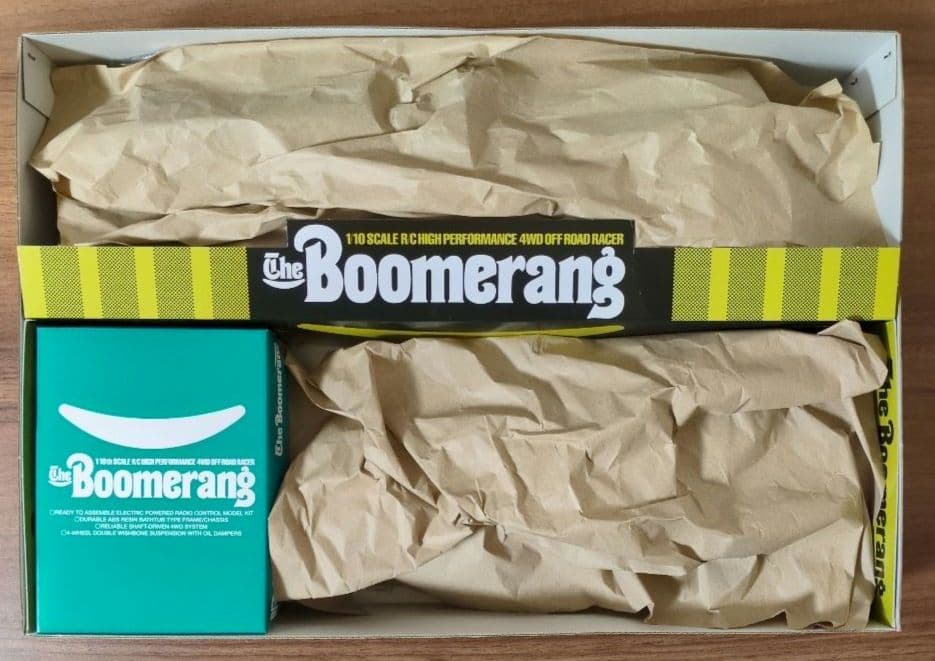 1/10 SCALE R/C HIGH PERFORMANCE 4WD OFF ROAD RACER
The Boomerang
The Boomerang
1/10th SCALE R/C HIGH PERFORMANCE 4WD OFF ROAD RACER
The Boomerang
○READY TO ASSEMBLE ELECTRIC POWERED RADIO CONTROL MODEL KIT
○DURABLE ABS RESIN BATHTUB TYPE FRAME/CHASSIS
○RELIABLE SHAFT-DRIVEN 4WD SYSTEM
○4-WHEEL DOUBLE WISHBONE SUSPENSION WITH OIL DAMPERS
The Boomerang